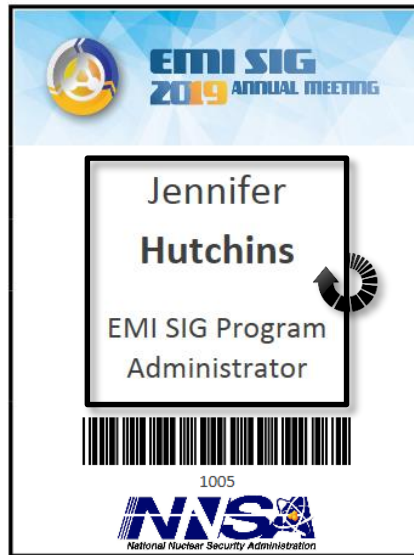 EMI SIG
2019 ANNUAL MEETING
Jennifer
Hutchins
EMI SIG Program
Administrator
1005
NNSA
National Nuclear Security Administration